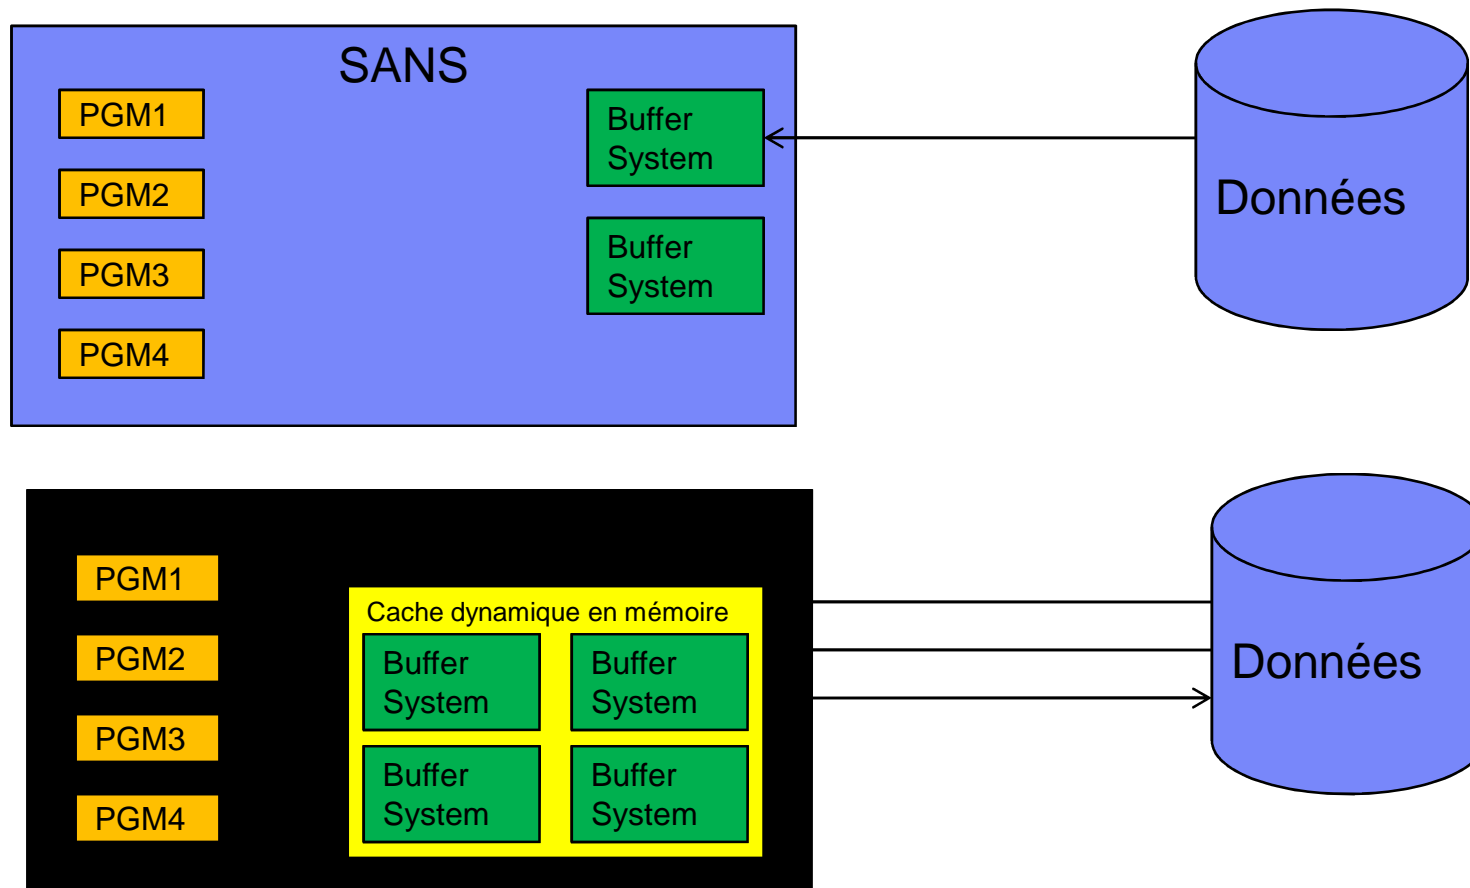 SANS
PGM1
PGM2
PGM3
PGM4
Buffer
System
Buffer
System
Données
PGM1
PGM2
PGM3
PGM4
Cache dynamique en mémoire
Buffer
System
Buffer
System
Buffer
System
Buffer
System
Données